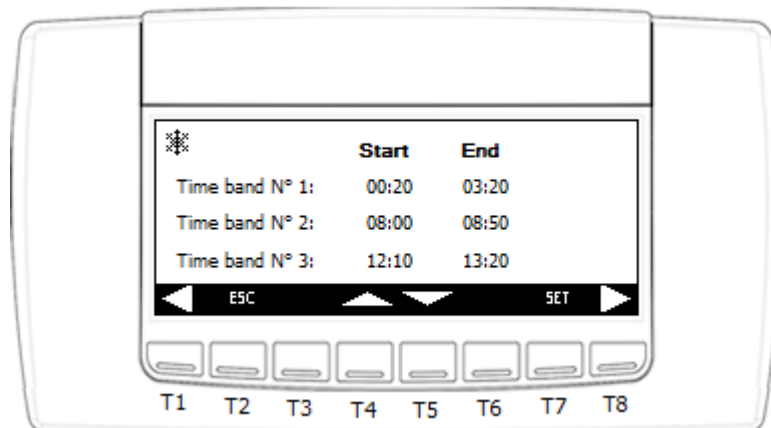 Start End
Time band N° 1: 00:20 03:20
Time band N° 2: 08:00 08:50
Time band N° 3: 12:10 13:20
ESC SET
T1 T2 T3 T4 T5 T6 T7 T8